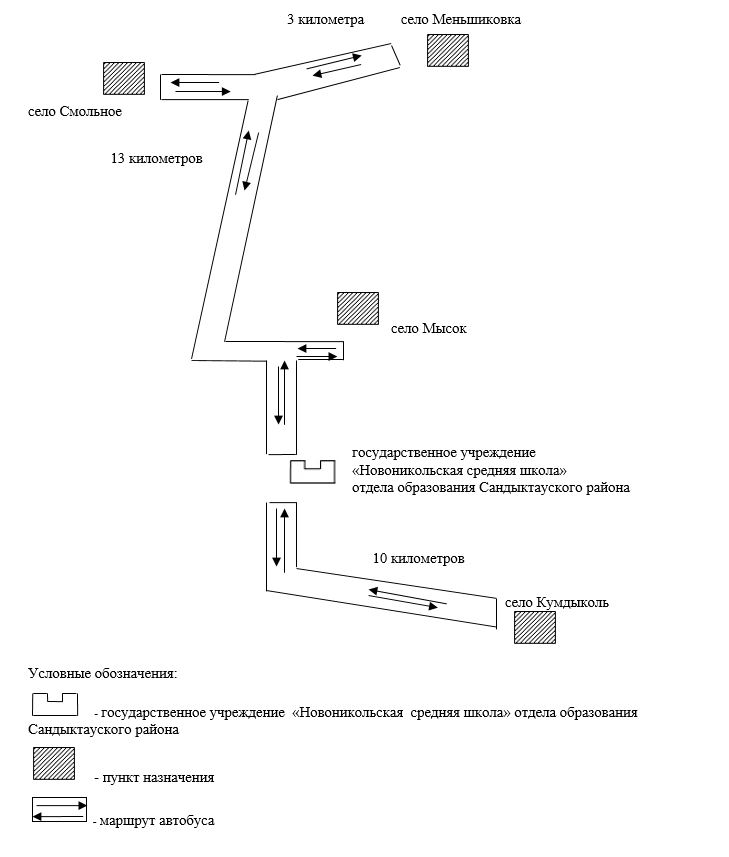 3 километра село Меньшиковка
село Смольное
13 километров
село Мысок
государственное учреждение
«Новоникольская средняя школа»
отдела образования Сандыктауского района
10 километров
село Кумдыколь
Условные обозначения:
- государственное учреждение «Новоникольская средняя школа» отдела образования
Сандыктауского района
- пункт назначения
- маршрут автобуса